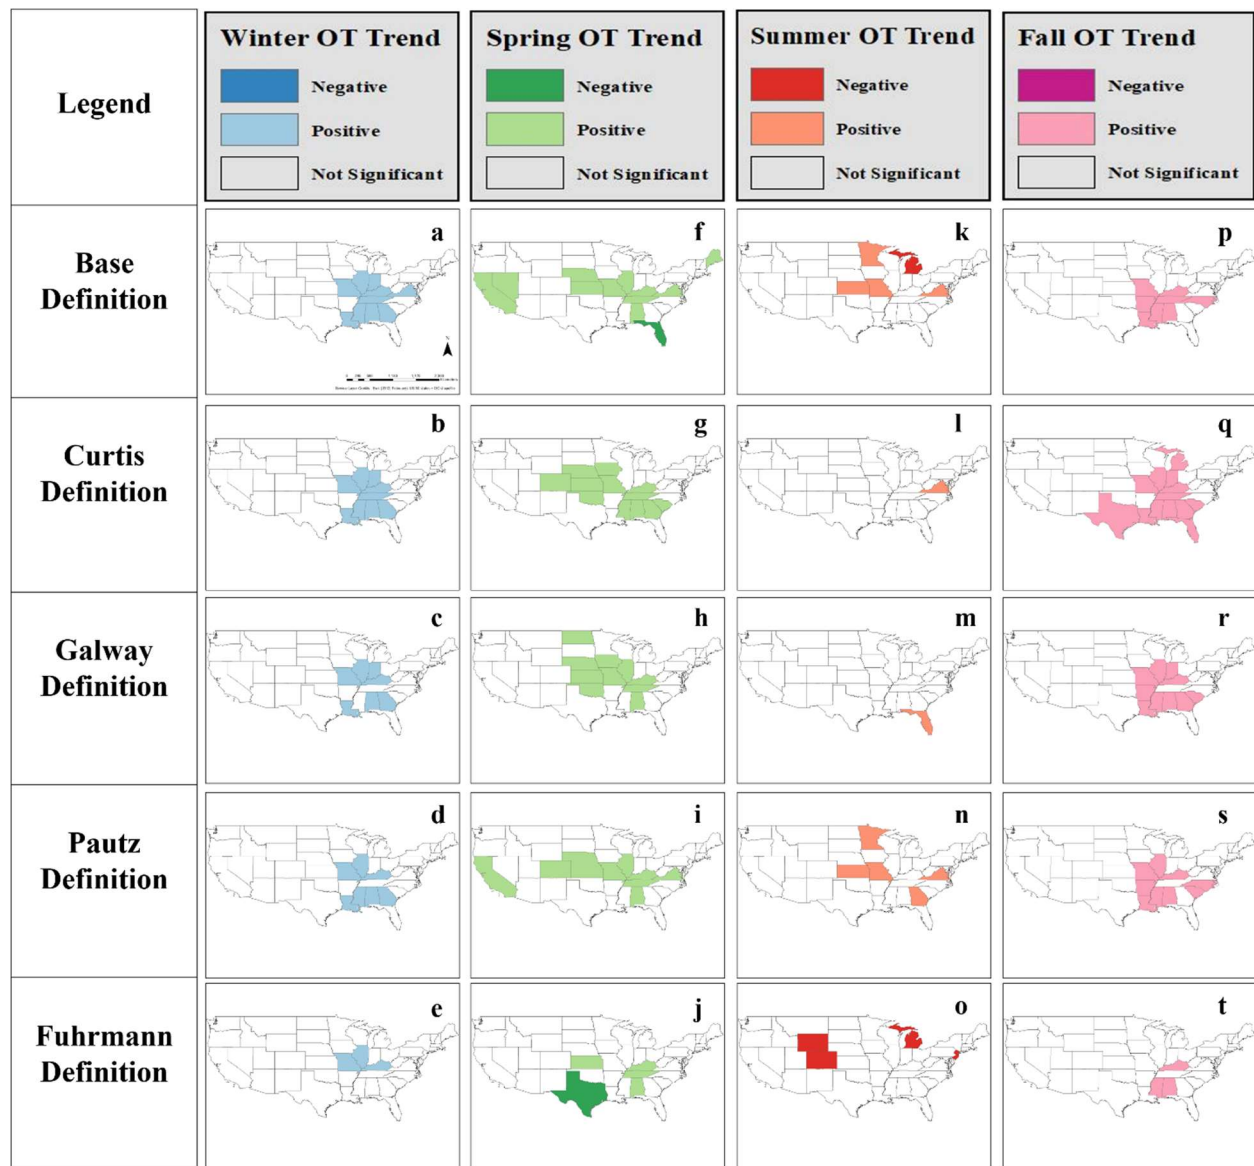 Legend
Winter OT Trend
Negative
Positive
Not Significant
Spring OT Trend
Negative
Positive
Not Significant
Summer OT Trend
Negative
Positive
Not Significant
Fall OT Trend
Negative
Positive
Not Significant
Base
Definition
a
N
f
k
p
Curtis
Definition
b
g
l
q
Galway
Definition
c
h
m
r
Pautz
Definition
d
i
n
s
Fuhrmann
Definition
e
j
o
t